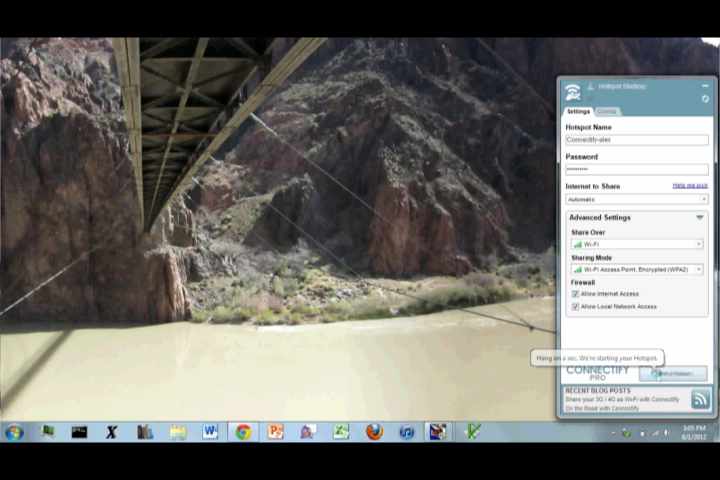 Hotspot Starting:
Settings
Clients
Hotspot Name
Connectify-alex
Password
Internet to Share
Help me pick
Automatic
Advanced Settings
Share Over
Wi-Fi
Sharing Mode
Wi-Fi Access Point, Encrypted (WPA2)
Firewall
Allow Internet Access
Allow Local Network Access
Hang on a sec. We're starting your Hotspot.
CONNECTIFY
PRO
RECENT BLOG POSTS
Share your 3G / 4G as Wi-Fi with Connectify
On the Road with Connectify
3:05 PM
6/1/2012